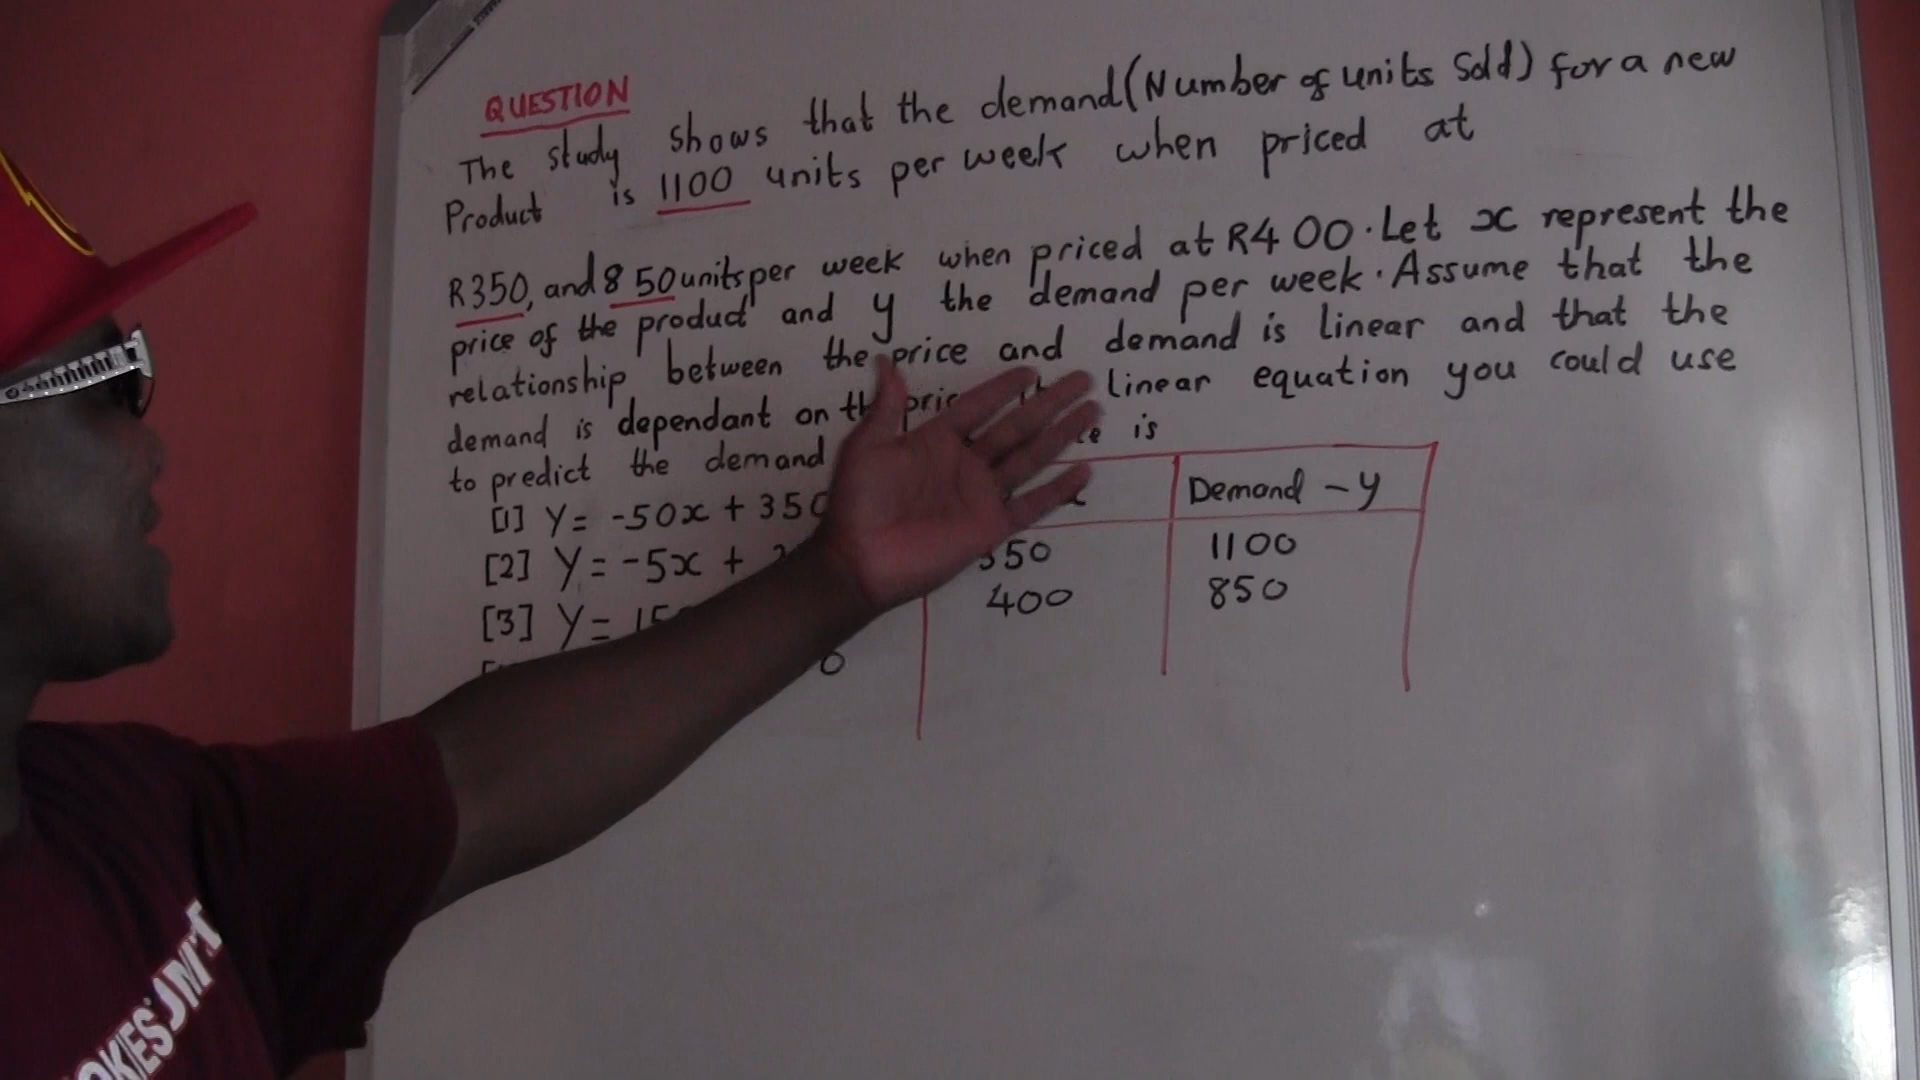 QUESTION
The study shows that the demand (Number of units Sold) for a new
Product is 1100 units per week when priced at
R350, and 850 units per week when priced at R400. Let x represent the
price of the product and y the demand per week. Assume that the
relationship between the price and demand is linear and that the
demand is dependant on linear equation you could use
to predict the demand is
[1] Y = -50x + 350
[2] Y = -5x +
[3] Y =
Demand - y
350 1100
400 850